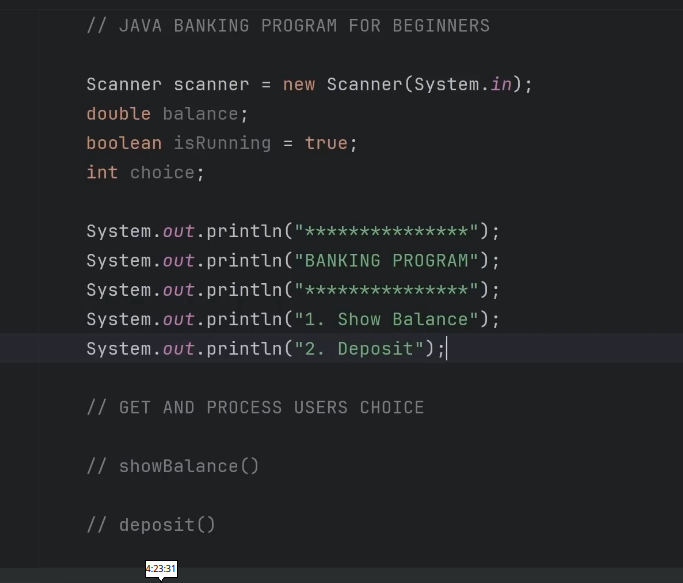 // JAVA BANKING PROGRAM FOR BEGINNERS
Scanner scanner = new Scanner(System.in);
double balance;
boolean isRunning = true;
int choice;
System.out.println("***************");
System.out.println("BANKING PROGRAM");
System.out.println("***************");
System.out.println("1. Show Balance");
System.out.println("2. Deposit");
// GET AND PROCESS USERS CHOICE
// showBalance()
// deposit()
4:23:31